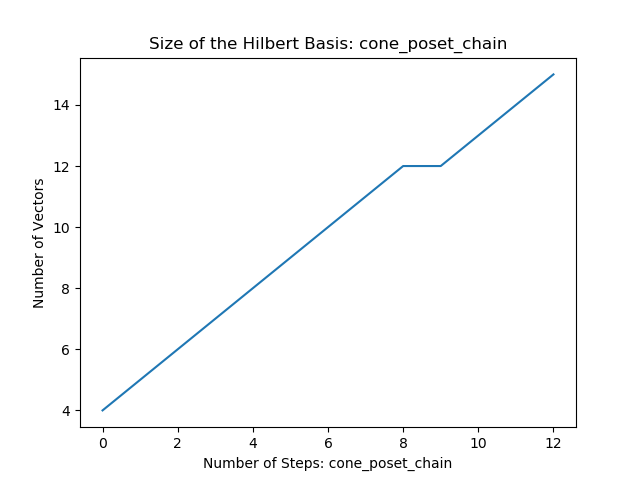 Size of the Hilbert Basis: cone_poset_chain
14
12
10
8
6
4
Number of Vectors
0 2 4 6 8 10 12
Number of Steps: cone_poset_chain